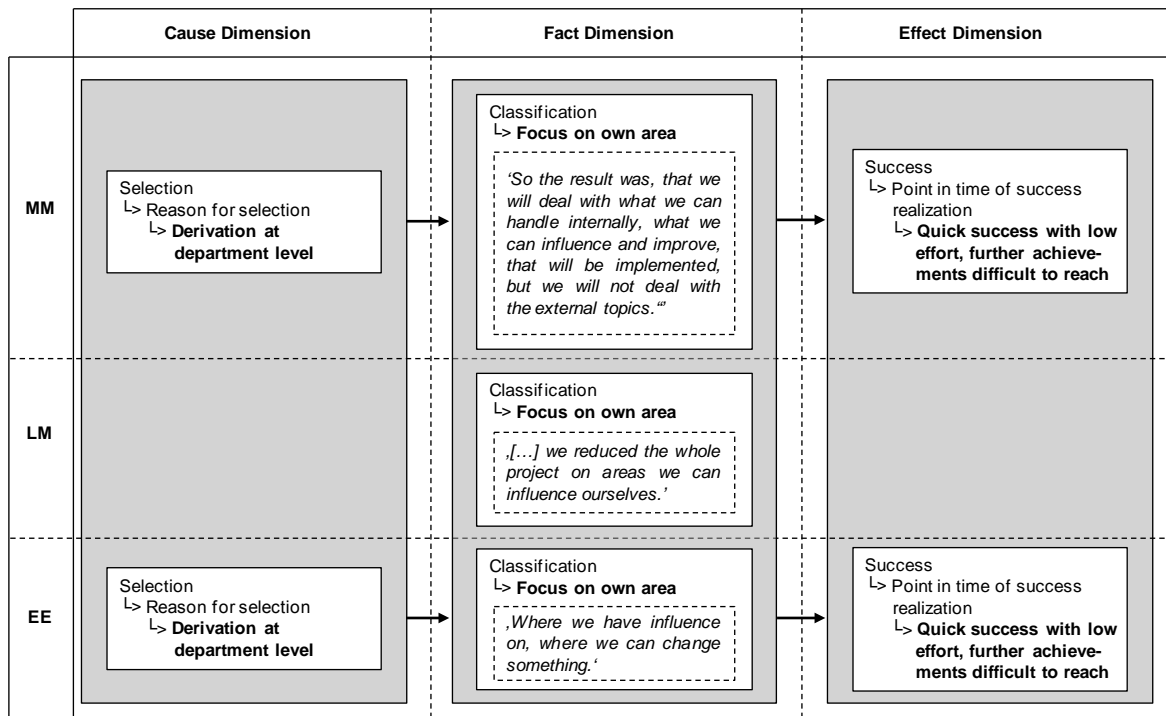 Cause Dimension
Fact Dimension
Effect Dimension
MM
Selection
Reason for selection
Derivation at
department level
Classification
Focus on own area
‘So the result was, that we
will deal with what we can
handle internally, what we
can influence and improve,
that will be implemented,
but we will not deal with
the external topics.“’
Success
Point in time of success
realization
Quick success with low
effort, further achieve-
ments difficult to reach
LM
Classification
Focus on own area
‚[…] we reduced the whole
project on areas we can
influence ourselves.’
EE
Selection
Reason for selection
Derivation at
department level
Classification
Focus on own area
‚Where we have influence
on, where we can change
something.‘
Success
Point in time of success
realization
Quick success with low
effort, further achieve-
ments difficult to reach